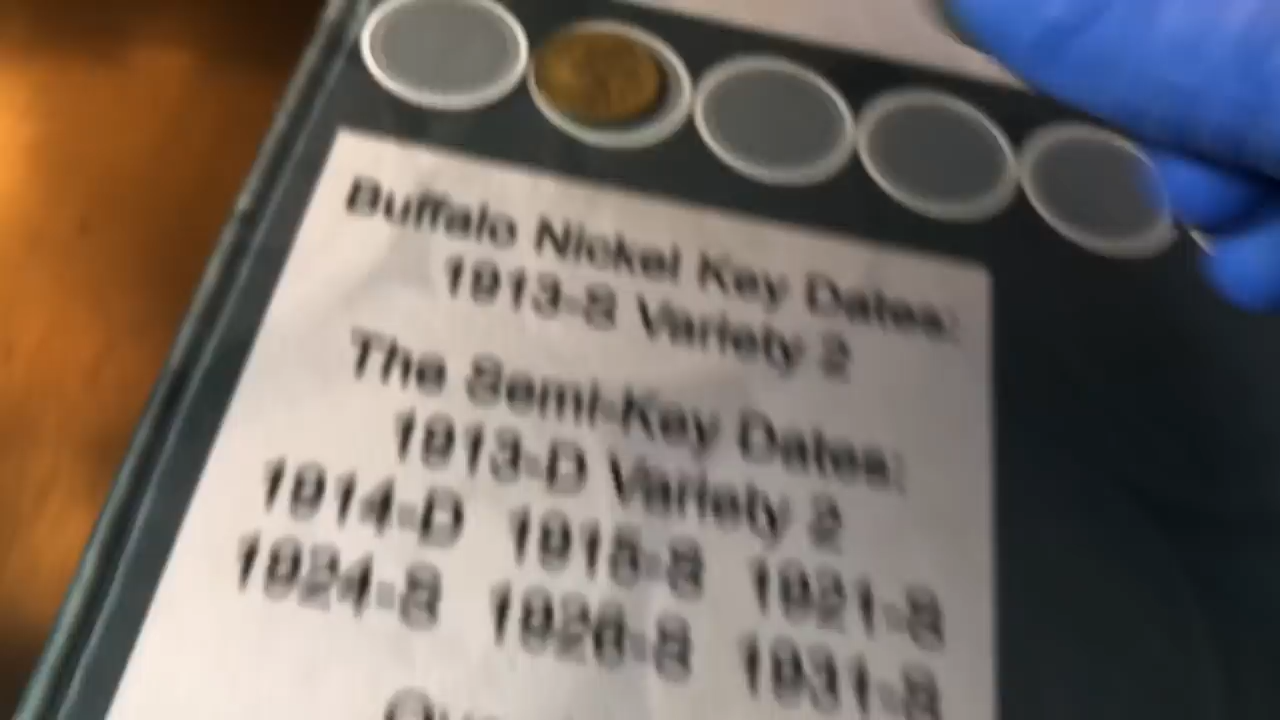 Buffalo Nickel Key Dates:
1913-S Variety 2
The Semi-Key Dates:
1913-D Variety 2
1914-D 1915-S 1921-S
1924-S 1926-S 1931-S